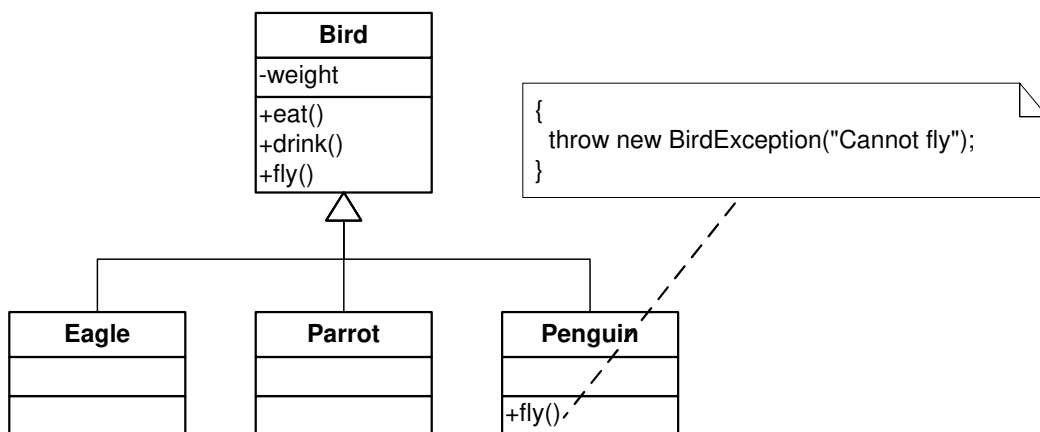 Bird
-weight
+eat()
+drink()
+fly()
{
throw new BirdException("Cannot fly");
}
Eagle
Parrot
Penguin
+fly()